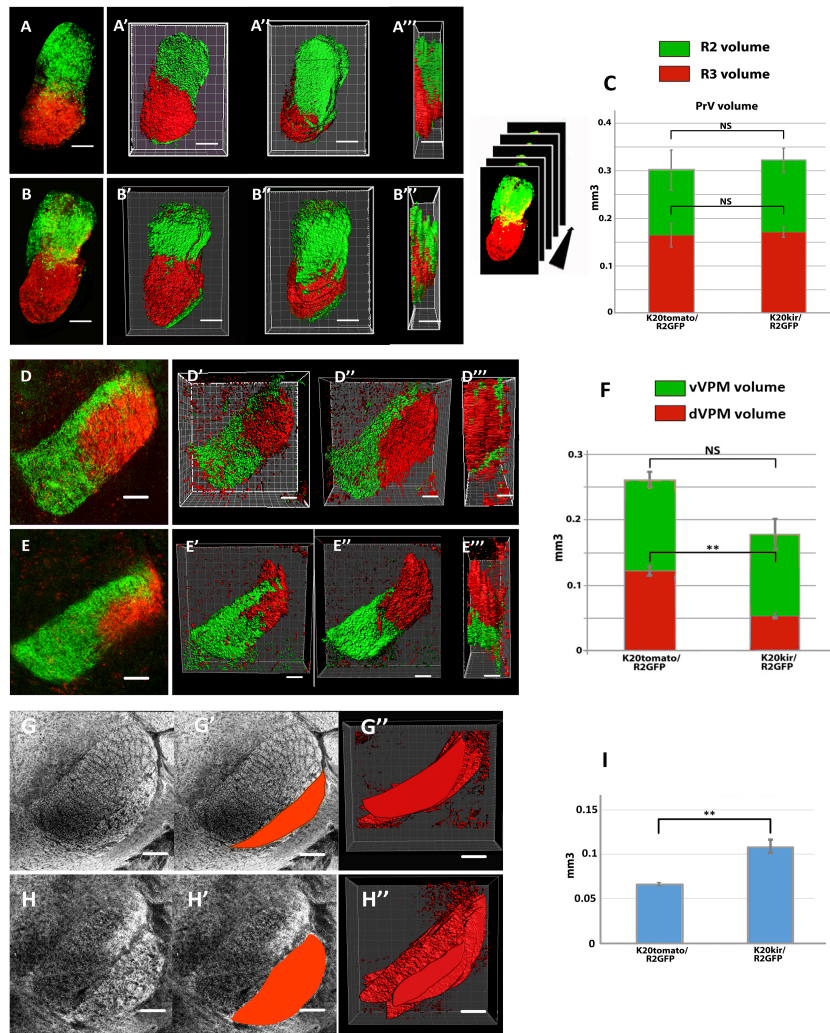 A
A'
A''
A'''
B
B'
B''
B'''
R2 volume
R3 volume
C
PrV volume
mm3
0.4
0.3
0.2
0.1
0
NS
NS
K20tomato/
R2GFP
K20kir/
R2GFP
D
D'
D''
D'''
E
E'
E''
E'''
F
vVPM volume
dVPM volume
mm3
0.3
0.2
0.1
0
NS
**
K20tomato/
R2GFP
K20kir/
R2GFP
G
G'
G''
H
H'
H''
I
mm3
0.15
0.1
0.05
0
**
K20tomato/
R2GFP
K20kir/
R2GFP